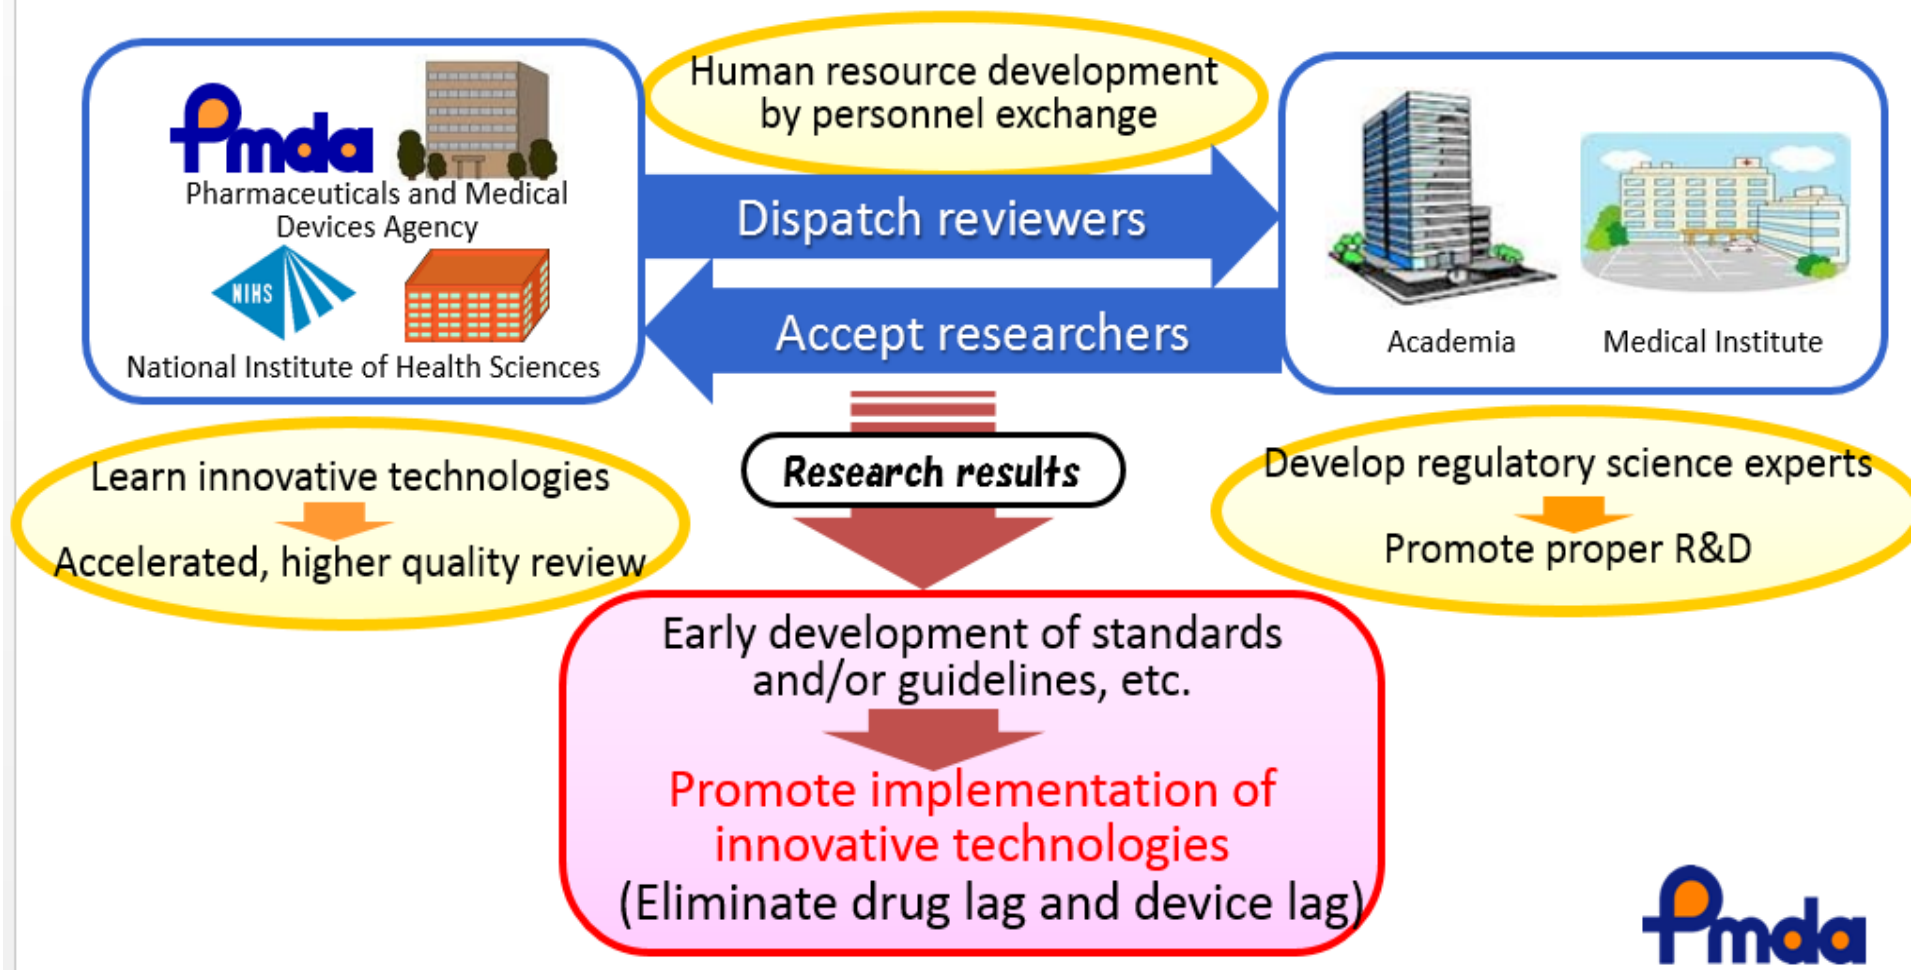 Human resource development
by personnel exchange
Pmda
Pharmaceuticals and Medical
Devices Agency
NIHS
National Institute of Health Sciences
Dispatch reviewers
Accept researchers
Academia
Medical Institute
Learn innovative technologies
Accelerated, higher quality review
Research results
Develop regulatory science experts
Promote proper R&D
Early development of standards
and/or guidelines, etc.
Promote implementation of
innovative technologies
(Eliminate drug lag and device lag)
Pmda